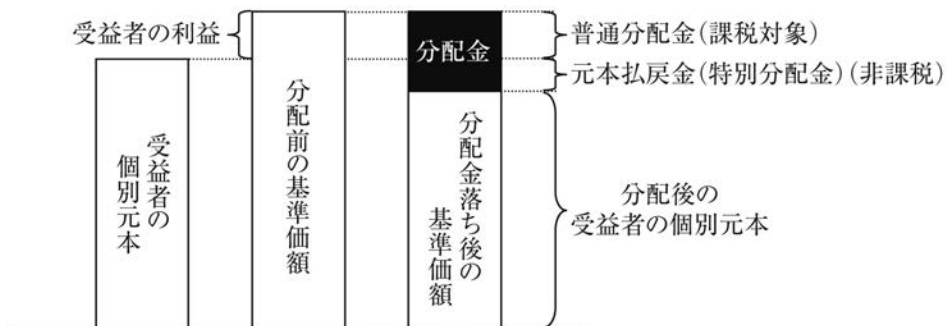 受益者の利益
分配金
普通分配金(課税対象)
元本払戻金(特別分配金)(非課税)
受益者の
個別元本
分配前の基準価額
分配金落ち後の
基準価額
分配後の
受益者の個別元本